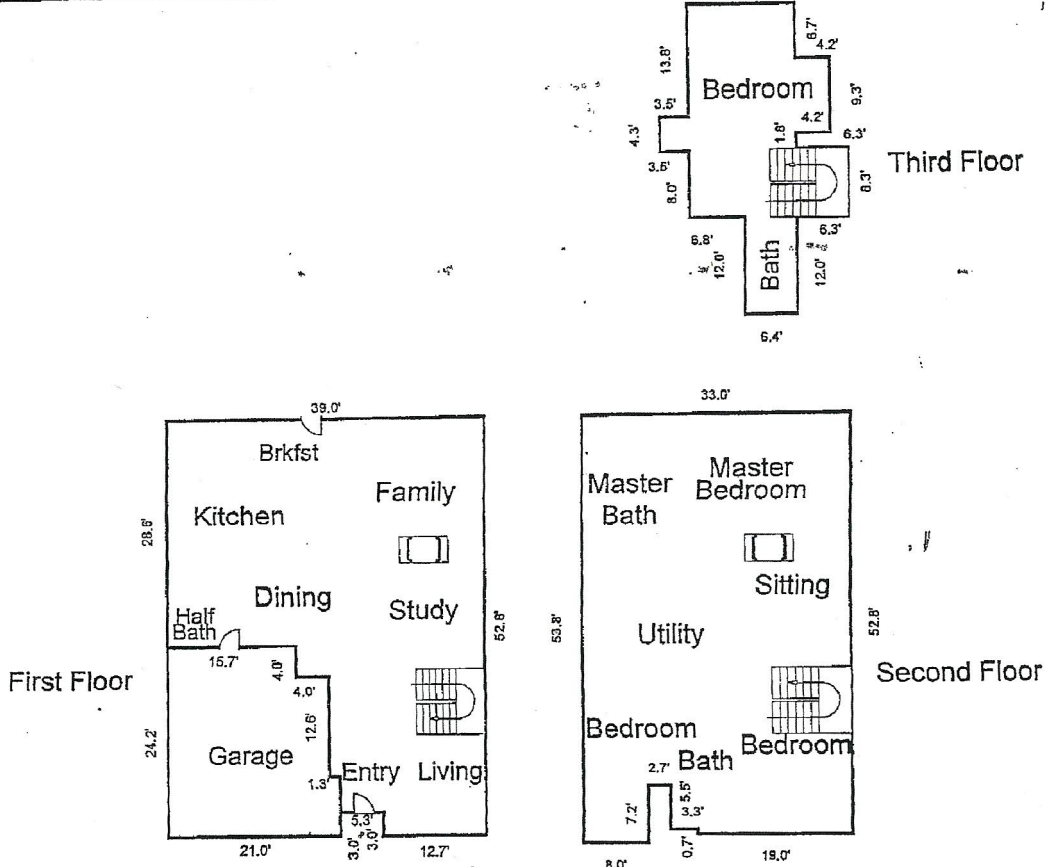 6.7'
4.2'
13.8'
Bedroom
9.3'
3.5'
4.2'
4.3'
1.8'
6.3'
Third Floor
3.5'
8.0'
8.3'
6.8'
6.3'
12.0'
Bath
12.0'
6.4'
39.0'
Brkfst
Family
Kitchen
28.6'
Dining
Study
Half
Bath
52.8'
15.7'
4.0'
First Floor
4.0'
12.6'
24.2'
Garage
1.3'
Entry
Living
5.3'
3.0'
3.0'
21.0'
12.7'
33.0'
Master
Bath
Master
Bedroom
Sitting
53.8'
Utility
52.8'
Second Floor
Bedroom
Bath
Bedroom
2.7'
7.2'
5.5'
3.3'
0.7'
8.0'
19.0'